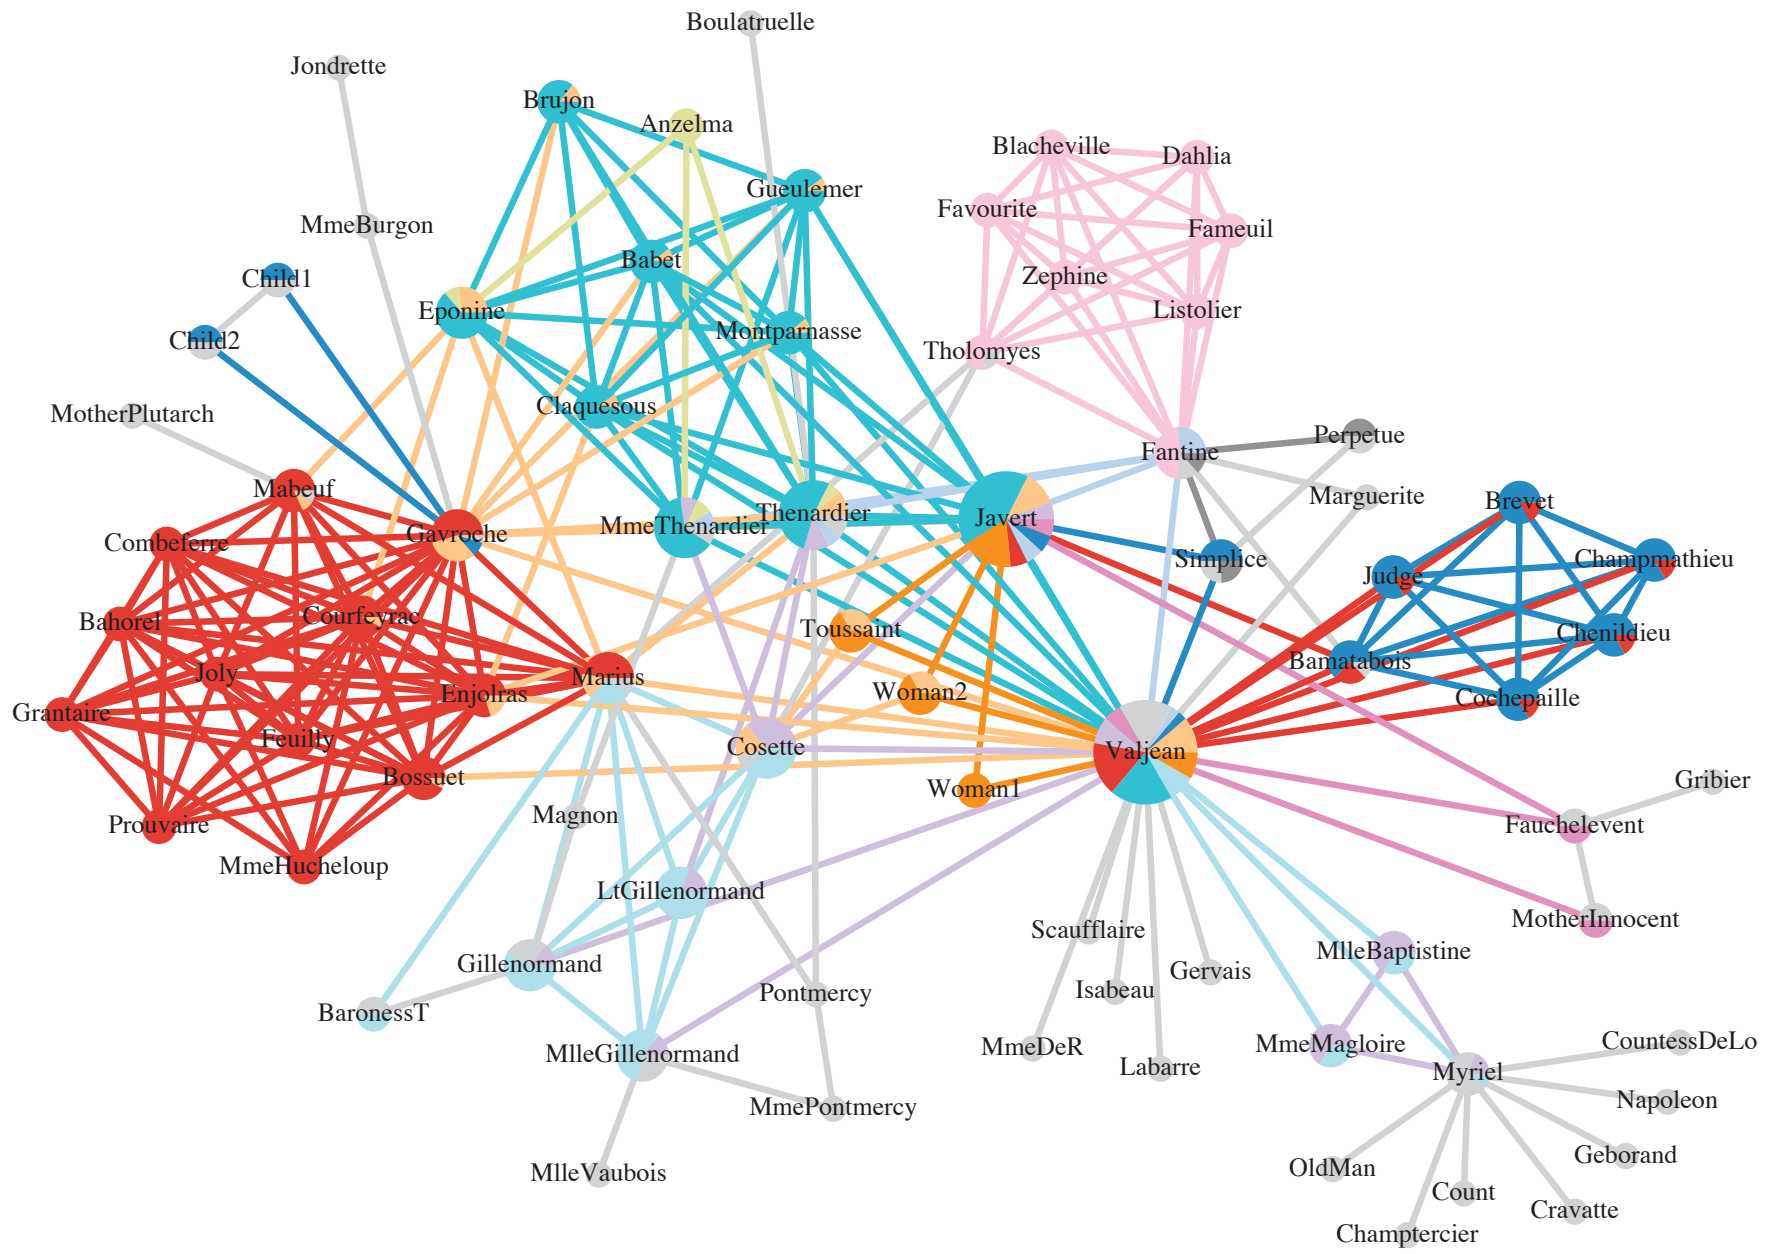 Boulatruelle
Jondrette
Brujon
Anzelma
Blacheville
Dahlia
Gueulemer
Favourite
MmeBurgon
Fameuil
Babet
Zephine
Child1
Eponine
Listolier
Montparnasse
Child2
Tholomyes
Claquesous
MotherPlutarch
Perpetue
Fantine
Mabeuf
Marguerite
Brevet
Thenardier
Javert
MmeThenardier
Gavroche
Combeferre
Simplice
Champmathieu
Judge
Courfeyrac
Bahorel
Toussaint
Chenildieu
Bamatabois
Joly
Marius
Enjolras
Woman2
Cochepaille
Grantaire
Feuilly
Cosette
Valjean
Bossuet
Woman1
Gribier
Magnon
Prouvaire
Fauchelevent
MmeHucheloup
LtGillenormand
MotherInnocent
Scaufflaire
MlleBaptistine
Gillenormand
Gervais
Isabeau
Pontmercy
BaronessT
CountessDeLo
MmeDeR
MmeMagloire
MlleGillenormand
Labarre
Myriel
Napoleon
MmePontmercy
Geborand
OldMan
MlleVaubois
Count
Cravatte
Champtercier